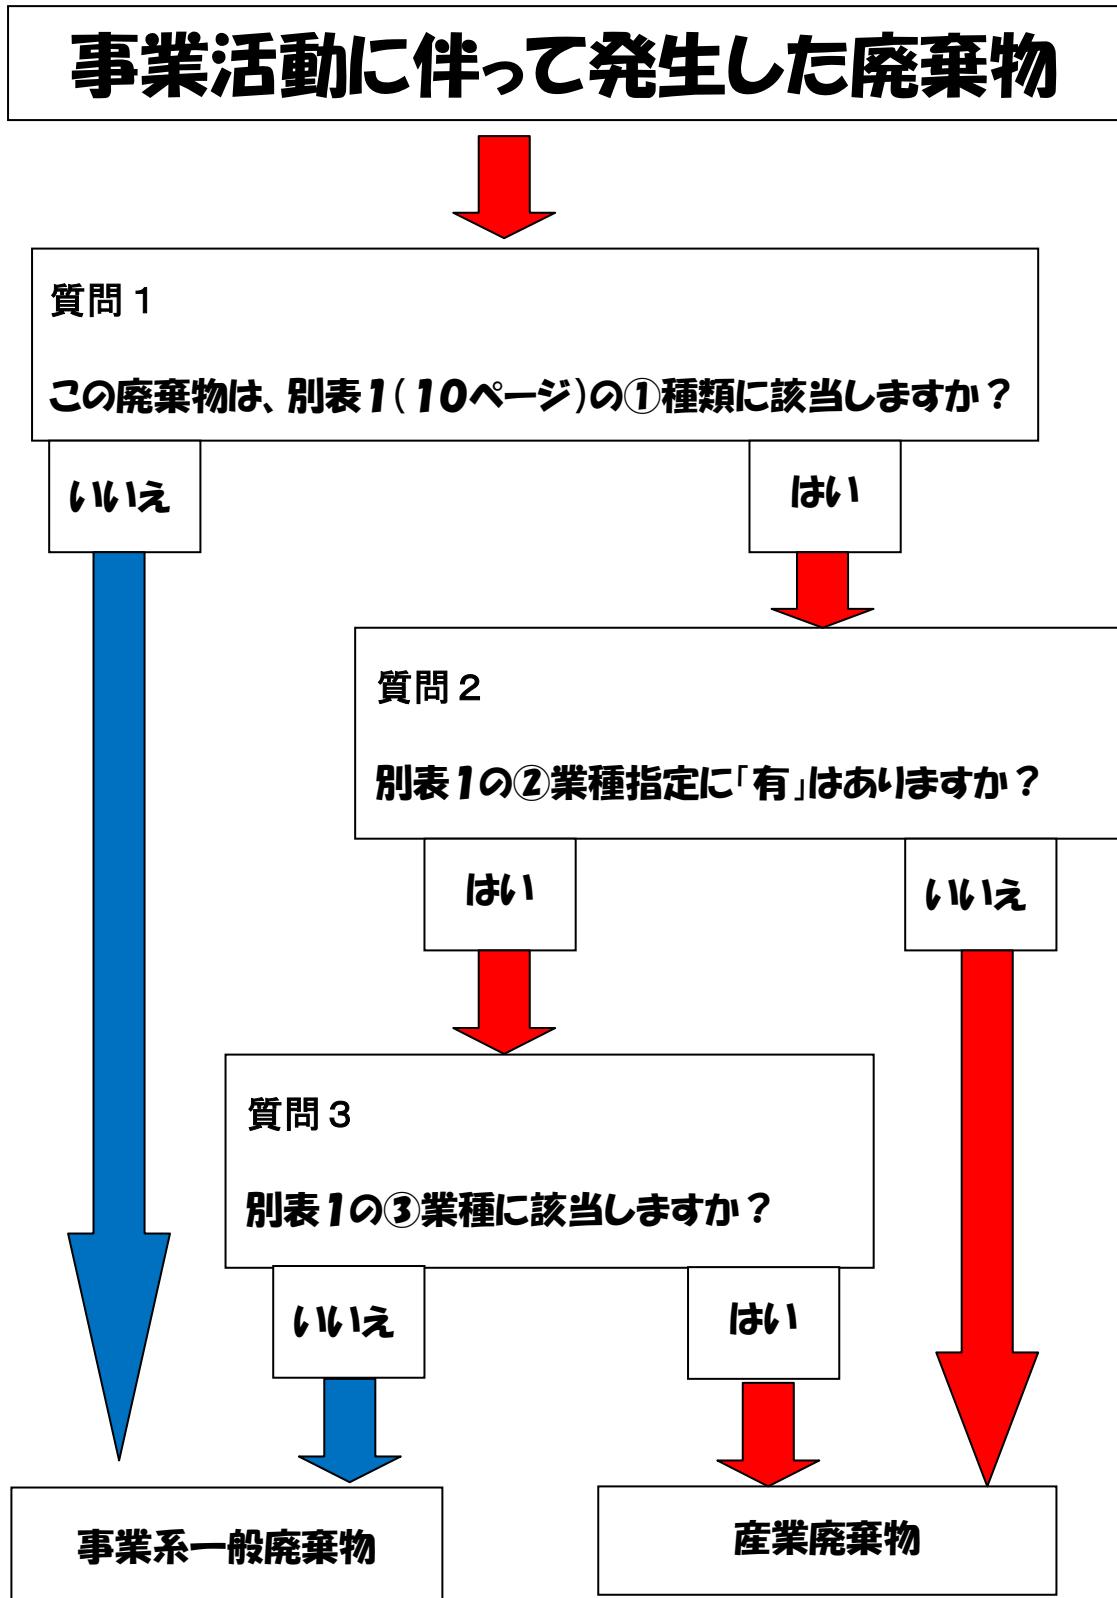 事業活動に伴って発生した廃棄物
質問１
この廃棄物は、別表1(10ページ)の①種類に該当しますか？
いいえ
はい
質問２
別表1の②業種指定に「有」はありますか？
はい
いいえ
質問３
別表1の③業種に該当しますか？
いいえ
はい
事業系一般廃棄物
産業廃棄物